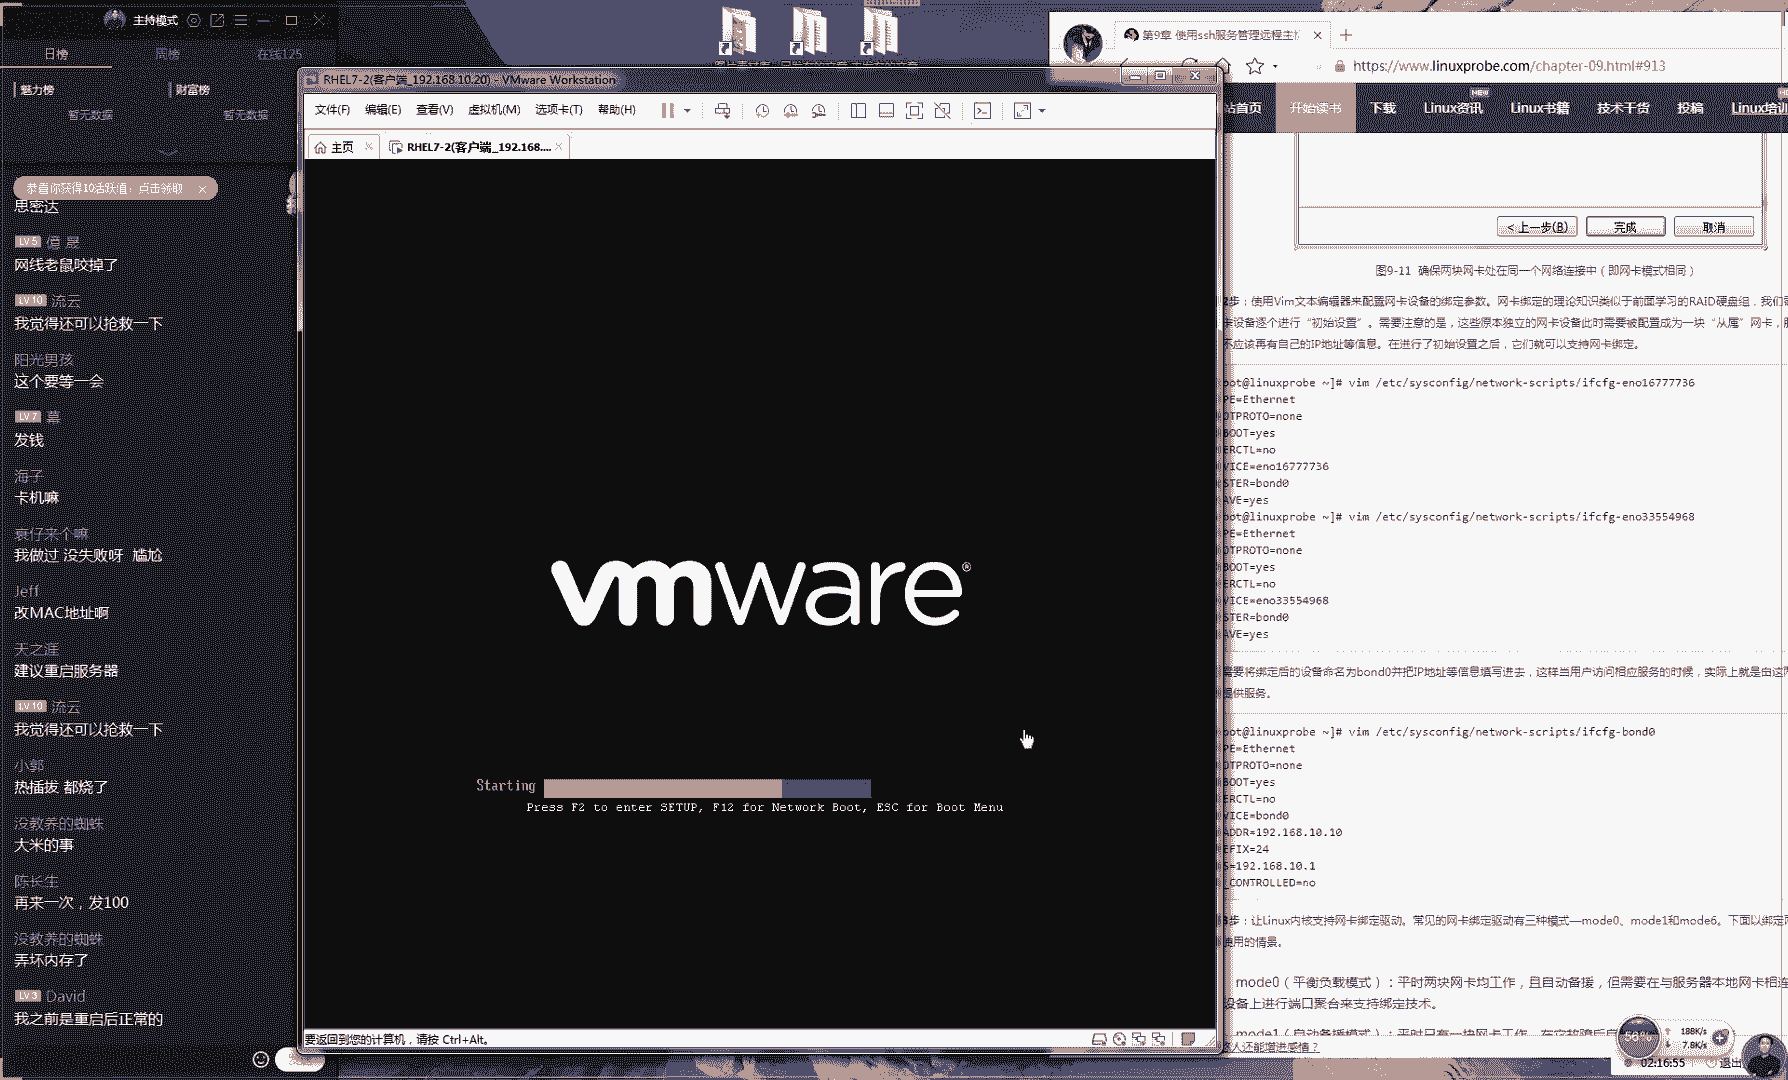 主持模式
日榜 周榜 在线125
魅力榜 财富榜
暂无数据 暂无数据
恭喜你获得10活跃值，点击领取
思密达
LV 5
网线老鼠咬掉了
LV 10 流云
我觉得还可以抢救一下
阳光男孩
这个要等一会
LV 7 幕
发钱
海子
卡机嘛
袁仔来个嘛
我做过 没失败呀 尴尬
Jeff
改MAC地址啊
天之涯
建议重启服务器
LV 10 流云
我觉得还可以抢救一下
小郭
热插拔 都烧了
没教养的蜘蛛
大米的事
陈长生
再来一次，发100
没教养的蜘蛛
弄坏内存了
LV 3 David
我之前是重启后正常的
RHEL7-2(客户端_192.168.10.20) - VMware Workstation
文件(F) 编辑(E) 查看(V) 虚拟机(M) 选项卡(T) 帮助(H)
主页 RHEL7-2(客户端_192.168....
vmware®
Starting
Press F2 to enter SETUP, F12 for Network Boot, ESC for Boot Menu
要返回到您的计算机，请按 Ctrl+Alt。
第9章 使用ssh服务管理远程主
https://www.linuxprobe.com/chapter-09.html#913
站首页 开始读书 下载 Linux资讯 NEW Linux书籍 技术干货 投稿 Linux培训
< 上一步(B) 完成 取消
图9-11 确保两块网卡处在同一个网络连接中（即网卡模式相同）
步：使用Vim文本编辑器来配置网卡设备的绑定参数。网卡绑定的理论知识类似于前面学习的RAID硬盘组，我们
卡设备逐个进行“初始设置”。需要注意的是，这些原本独立的网卡设备此时需要被配置成为一块“从属”网卡，
不应该再有自己的IP地址等信息。在进行了初始设置之后，它们就可以支持网卡绑定。
oot@linuxprobe ~]# vim /etc/sysconfig/network-scripts/ifcfg-eno16777736
PE=Ethernet
OTPROTO=none
BOOT=yes
ERCTL=no
VICE=eno16777736
STER=bond0
AVE=yes
oot@linuxprobe ~]# vim /etc/sysconfig/network-scripts/ifcfg-eno33554968
PE=Ethernet
OTPROTO=none
BOOT=yes
ERCTL=no
VICE=eno33554968
STER=bond0
AVE=yes
需要将绑定后的设备命名为bond0并把IP地址等信息填写进去，这样当用户访问相应服务的时候，实际上就是由这两
提供服务。
oot@linuxprobe ~]# vim /etc/sysconfig/network-scripts/ifcfg-bond0
PE=Ethernet
OTPROTO=none
BOOT=yes
ERCTL=no
VICE=bond0
ADDR=192.168.10.10
EFIX=24
S=192.168.10.1
_CONTROLLED=no
步：让Linux内核支持网卡绑定驱动。常见的网卡绑定驱动有三种模式—mode0、mode1和mode6。下面以绑定两
使用的情景。
mode0（平衡负载模式）：平时两块网卡均工作，且自动备援，但需要在与服务器本地网卡相连
设备上进行端口聚合来支持绑定技术。
mode1（自动备援模式）：平时只有一块网卡工作，在它故障后自
人还能增进感情？
56% 188K/s
7.8K/s
02:16:55 退出